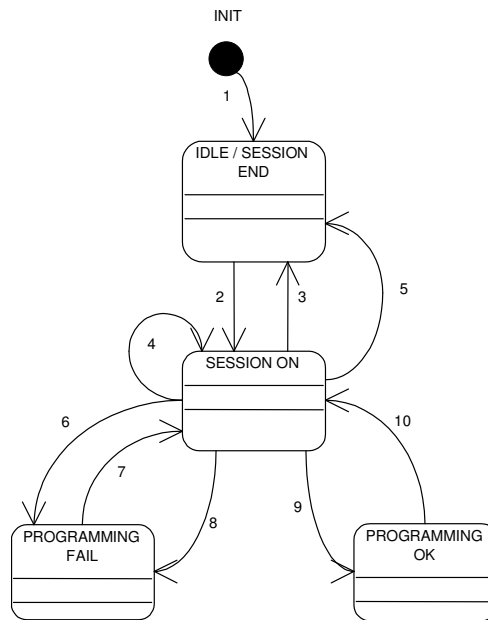 INIT
1
IDLE / SESSION
END
2
3
5
4
SESSION ON
6
10
7
8
9
PROGRAMMING
FAIL
PROGRAMMING
OK